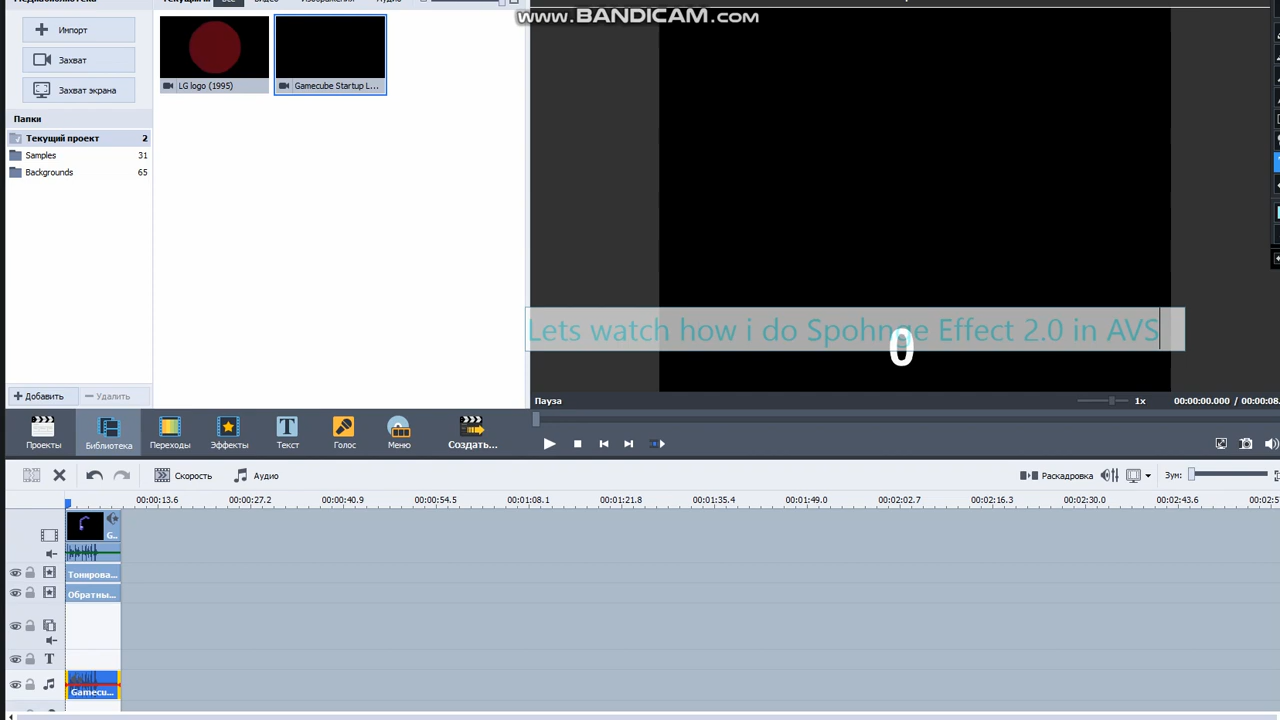 www.BANDICAM.com
Импорт
Захват
Захват экрана
Папки
Текущий проект 2
Samples 31
Backgrounds 65
LG logo (1995)
Gamecube Startup L...
Lets watch how i do Spohnge Effect 2.0 in AVS
0
Добавить
Удалить
Пауза
1x
00:00:00.000 / 00:00:08.
Проекты
Библиотека
Переходы
Эффекты
Текст
Голос
Меню
Создать...
Скорость
Аудио
Раскадровка
Зум:
00:00:13.6 00:00:27.2 00:00:40.9 00:00:54.5 00:01:08.1 00:01:21.8 00:01:35.4 00:01:49.0 00:02:02.7 00:02:16.3 00:02:30.0 00:02:43.6 00:02:5
G..
Тонирова...
Обратны...
T
Gamecu...